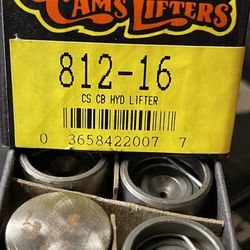 CAMS LIFTERS
812-16
CS CB HYD LIFTER
0 3658422007 7